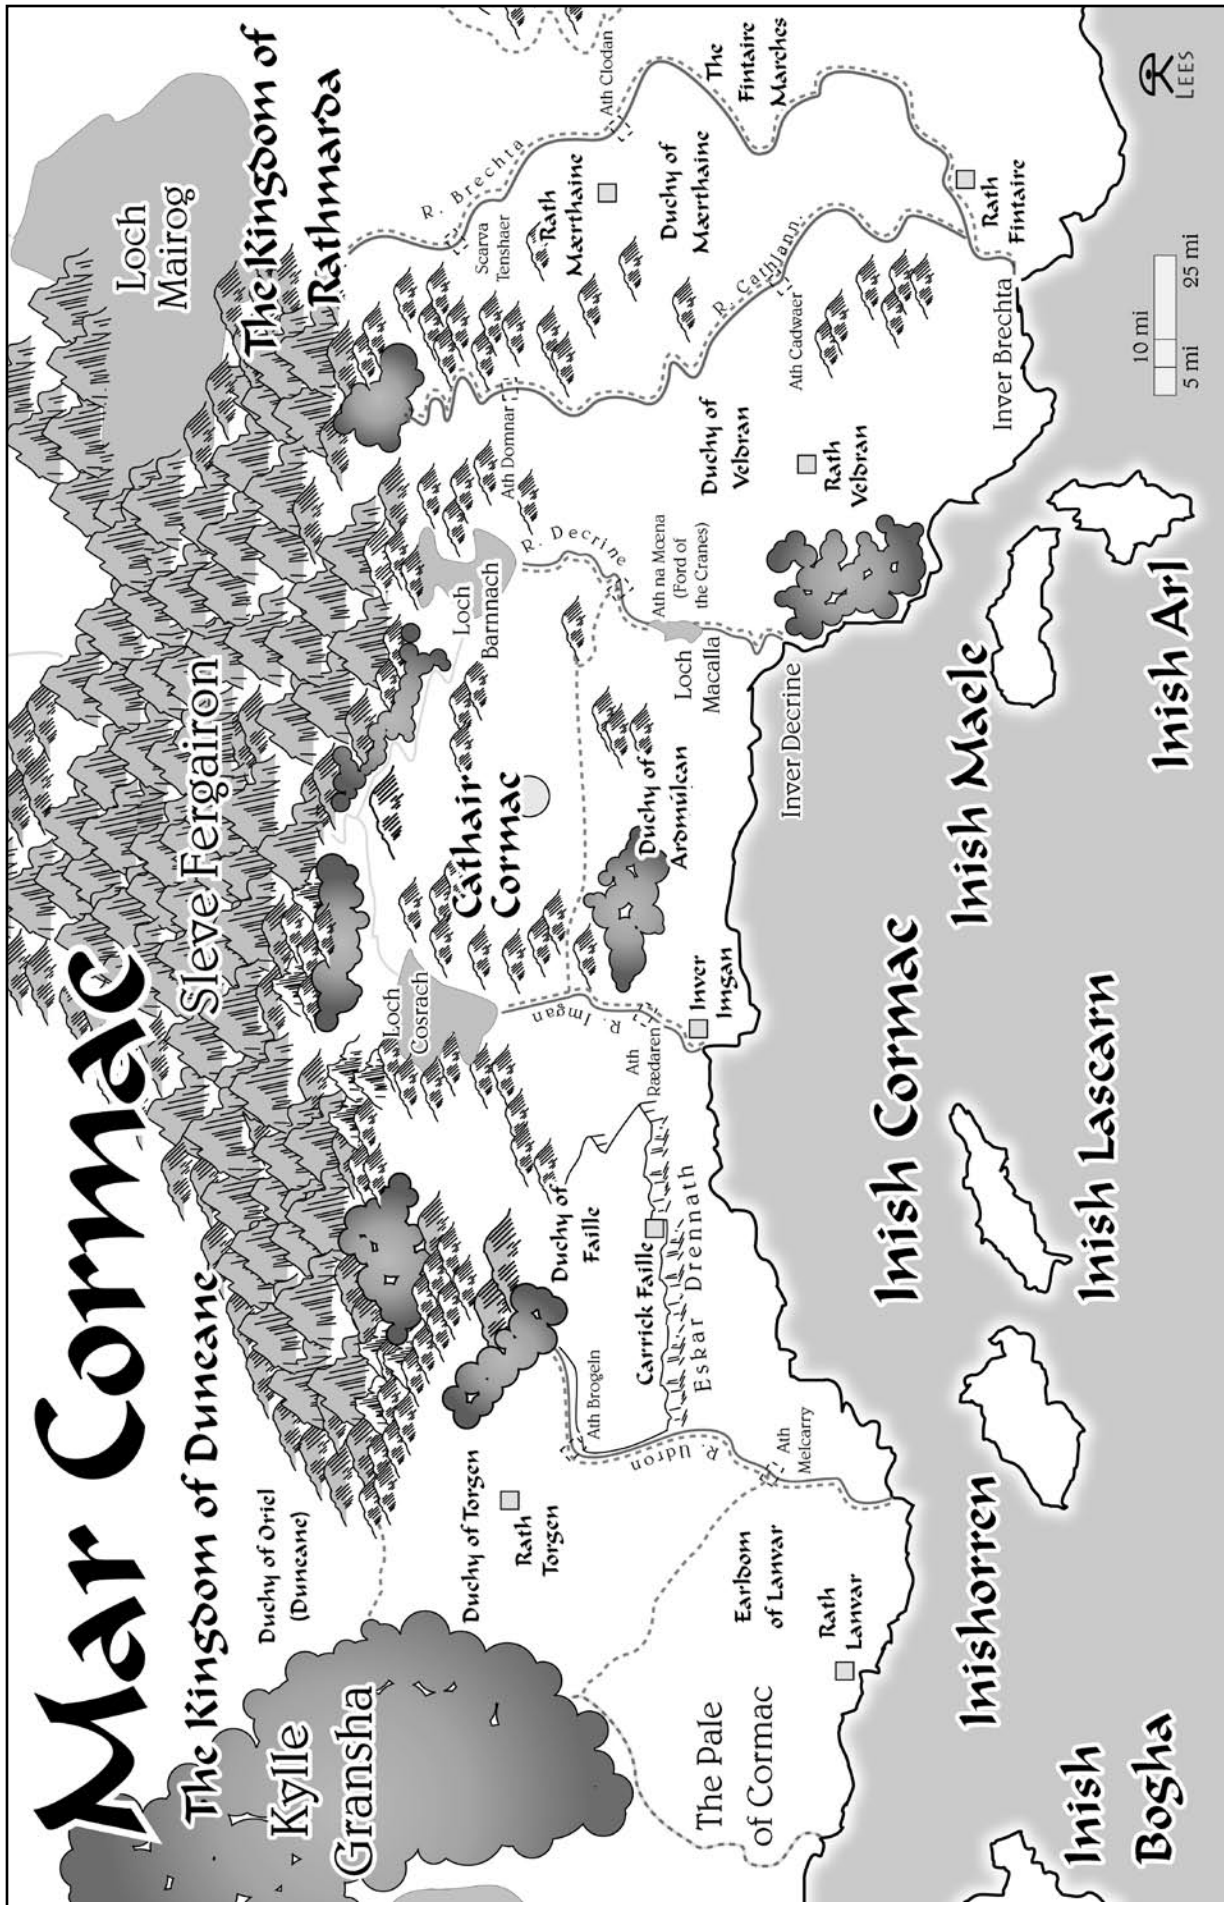 Mar Cormac
The Kingdom of Duncane
Sleve Fergairon
Loch
Mairog
The Kingdom of
Rathmarda
Kylle
Gransha
Duchy of Oriel
(Duncane)
Duchy of Torgen
Rath
Torgen
Ath Brogeln
R. Udron
Duchy of
Faille
Carrick Faille
Eskar Drennath
Loch
Cosrach
R. Imgan
Ath
Rædaren
Inver
Imgan
Cathair
Cormac
Duchy of
Ardmúlcan
Loch
Barnnach
R. Decrine
Ath na Mœna
(Ford of
the Cranes)
Loch
Macalla
Inver Decrine
Ath Domnar
Scarva
Tenshaer
R. Brechta
Rath
Mærthaine
Ath Clodan
Duchy of
Mærthaine
The
Fintaire
Marches
R. Cathlann
Ath Cadwaer
Duchy of
Veldran
Rath
Veldran
Rath
Fintaire
Inver Brechta
The Pale
of Cormac
Earldom
of Lanvar
Rath
Lanvar
Ath
Melcarry
Inish Cormac
Inish
Bogha
Inishorren
Inish Lascarn
Inish Maele
Inish Arl
10 mi
5 mi
25 mi
LEES